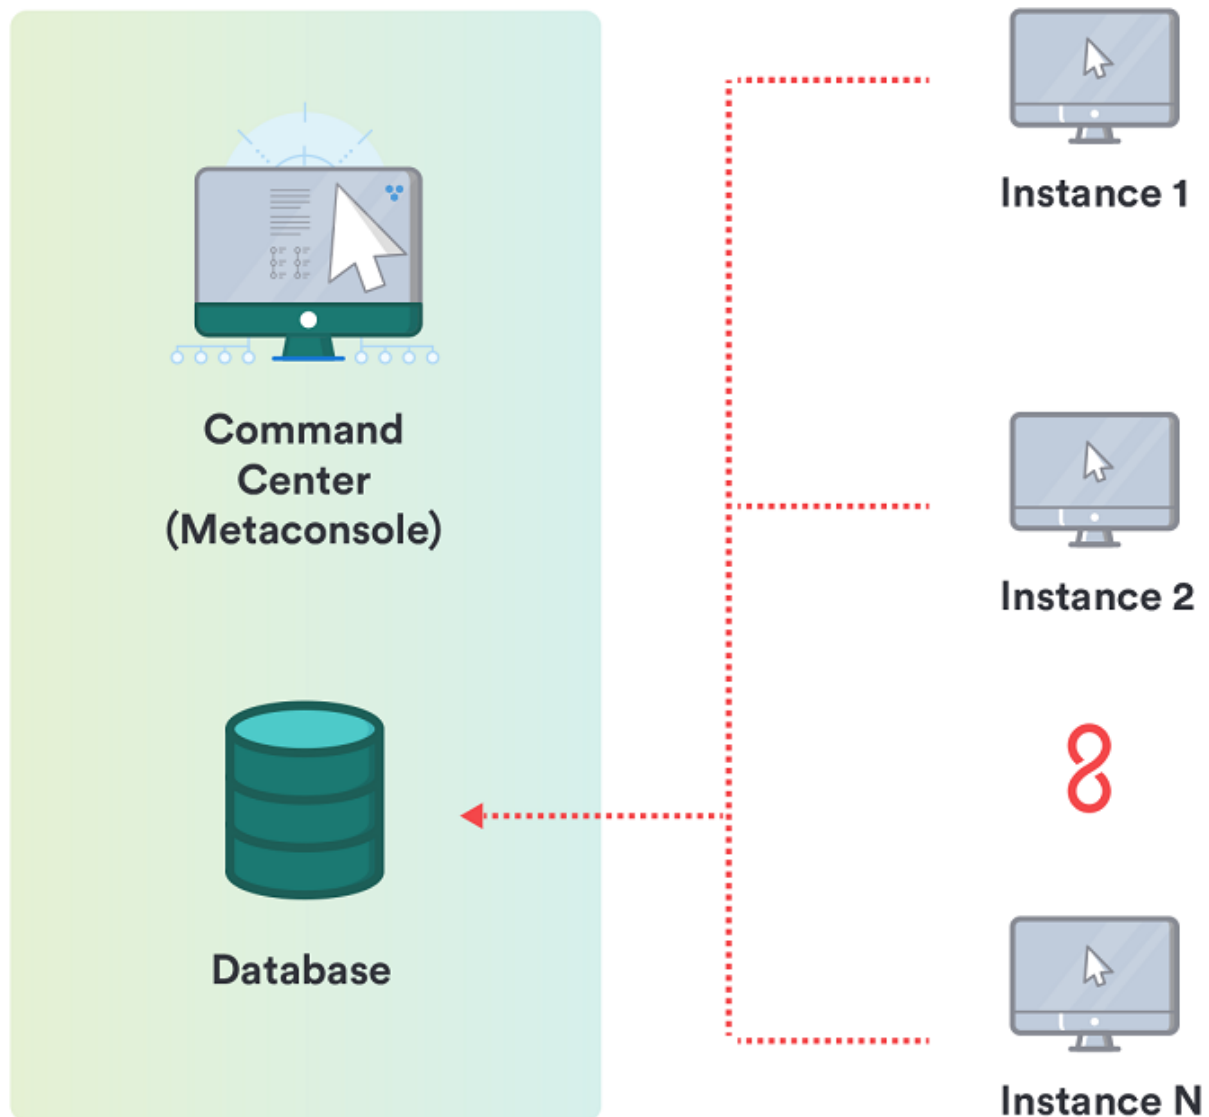 Instance 1
Command
Center
(Metaconsole)
Instance 2
Database
Instance N